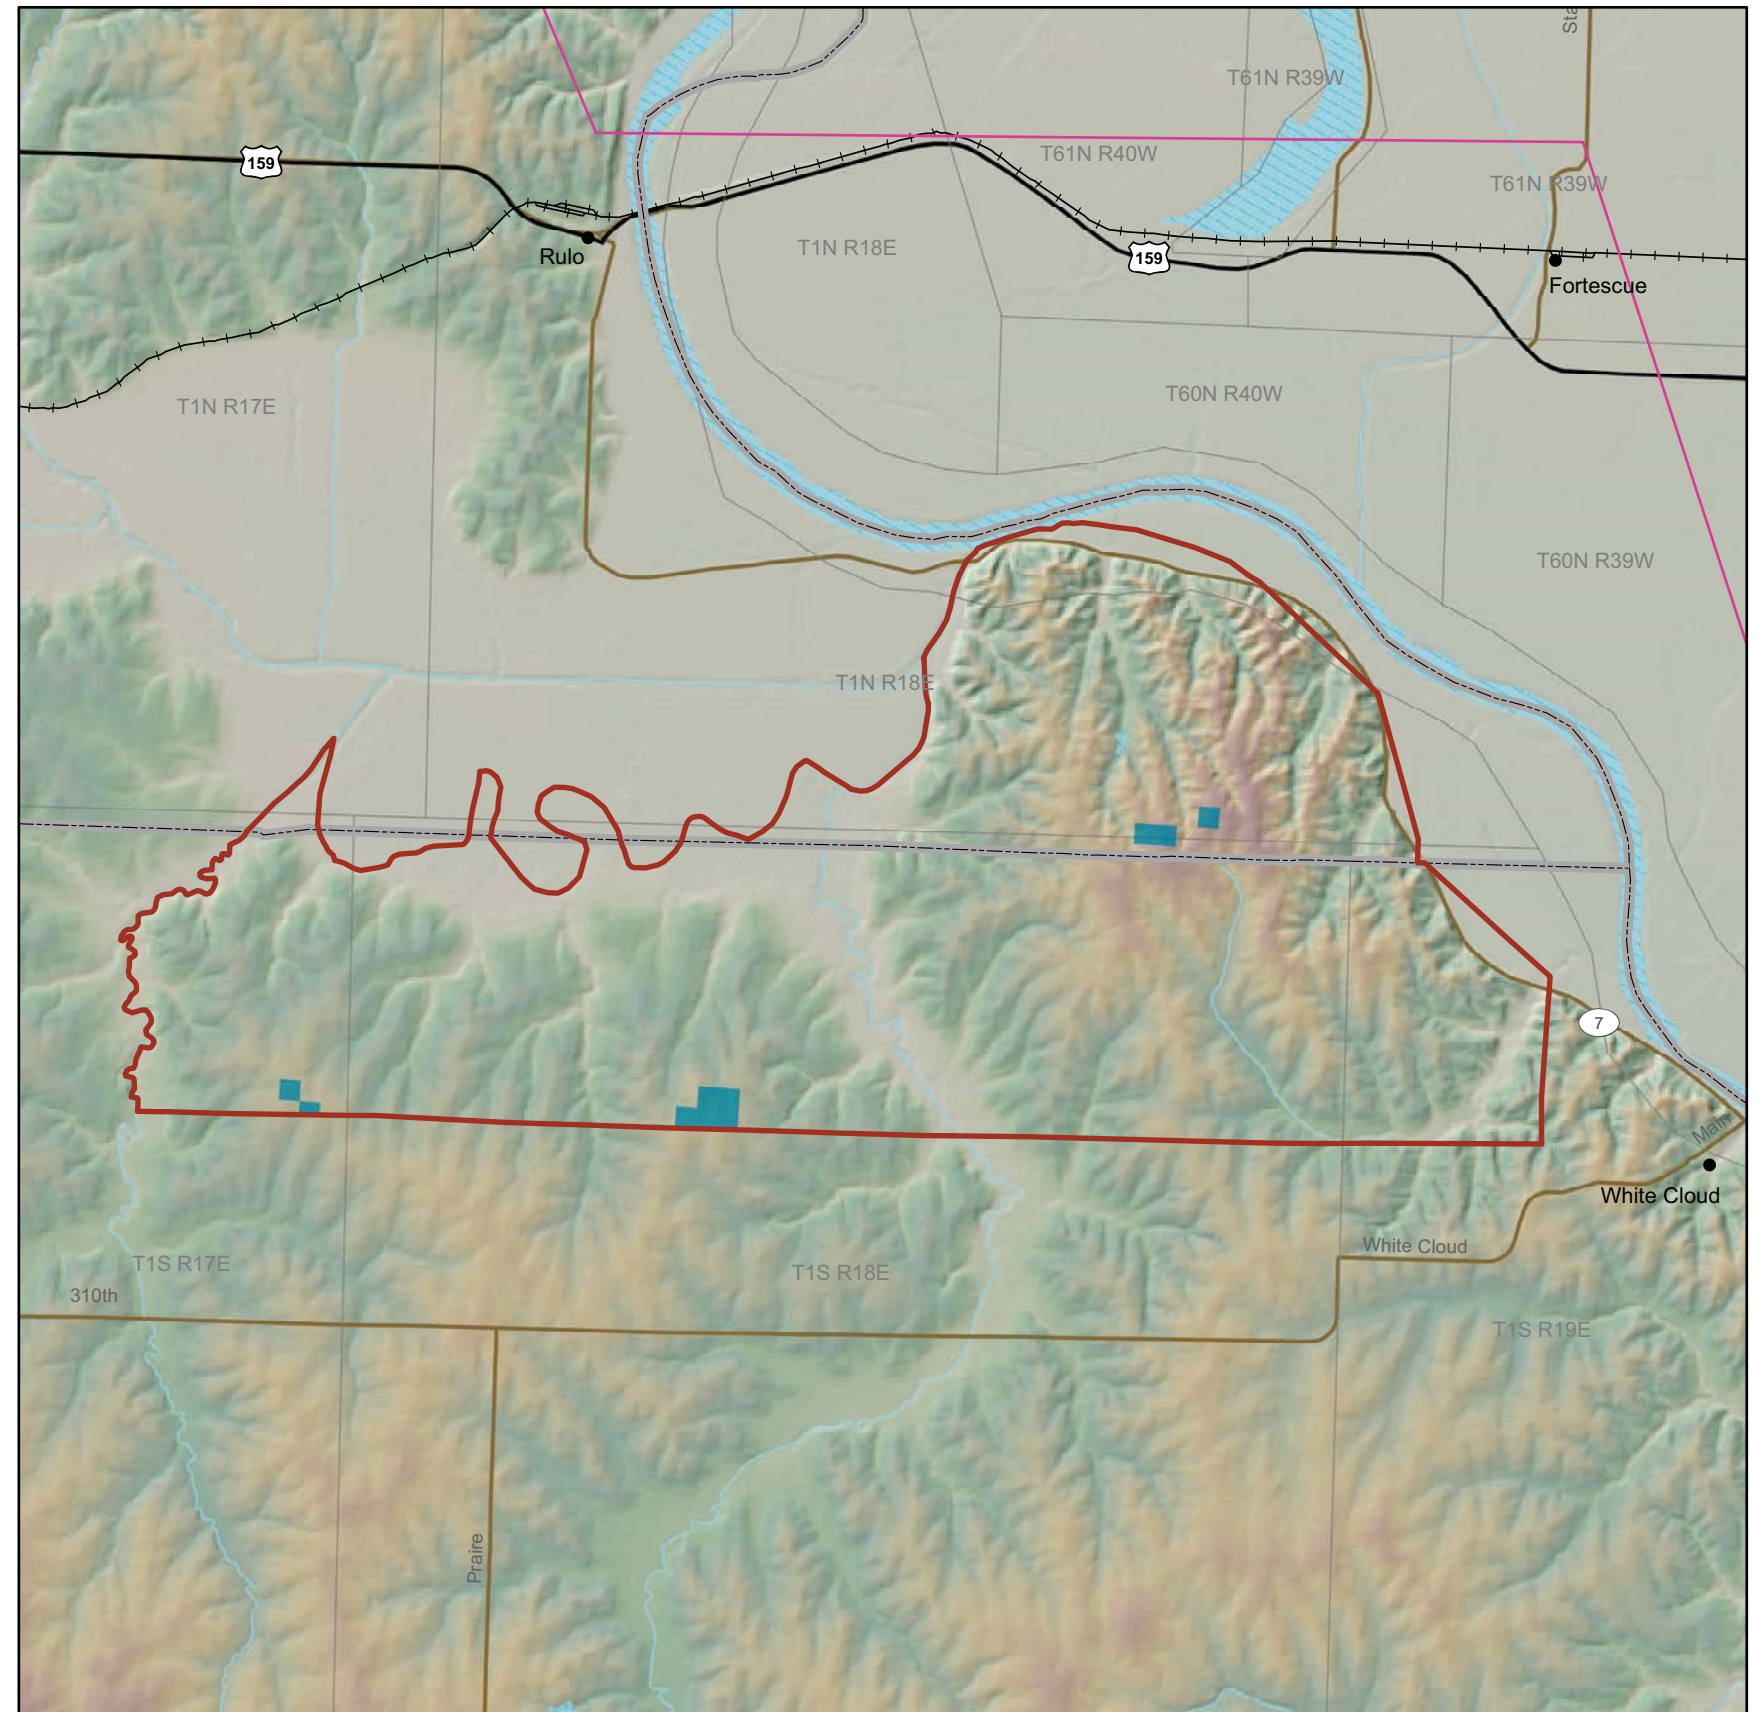 Sta
T61N R39W
T61N R40W
159
T61N R39W
T1N R18E
Rulo
159
Fortescue
T60N R40W
T1N R17E
T60N R39W
T1N R18E
7
Main
White Cloud
White Cloud
T1S R17E
T1S R18E
310th
T1S R19E
Praire